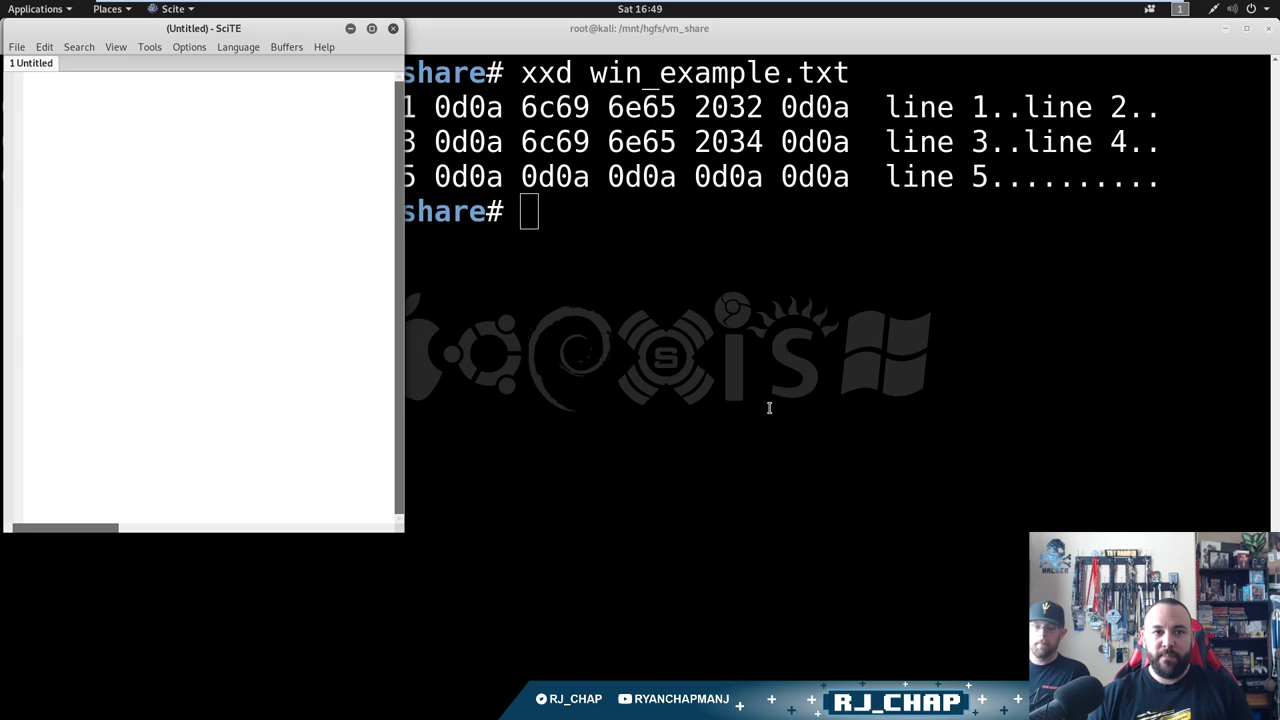 Applications Places Scite Sat 16:49 1
(Untitled) - SciTE
root@kali: /mnt/hgfs/vm_share
File Edit Search View Tools Options Language Buffers Help
1 Untitled
share# xxd win_example.txt
1 0d0a 6c69 6e65 2032 0d0a line 1..line 2..
3 0d0a 6c69 6e65 2034 0d0a line 3..line 4..
5 0d0a 0d0a 0d0a 0d0a 0d0a line 5..........
share#
HACKER
RJ_CHAP RYANCHAPMANJ RJ_CHAP